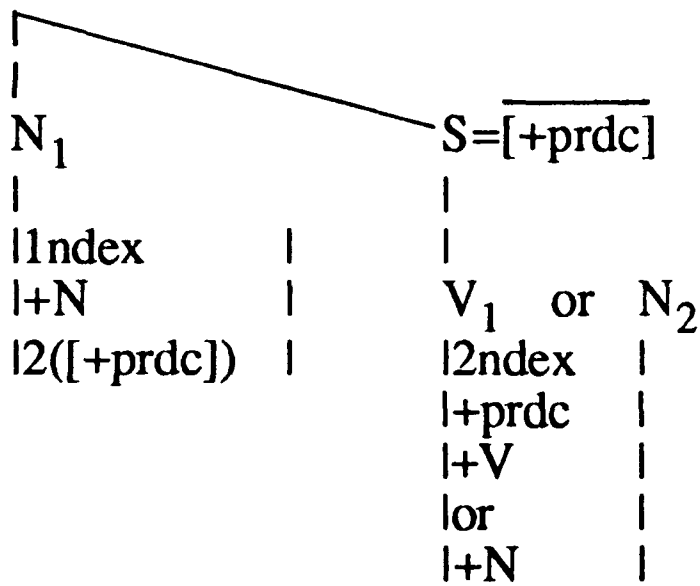 N₁ S=[+prdc]
|1ndex |
|+N | V₁ or N₂
|2([+prdc]) | |2ndex |
|+prdc |
|+V |
|or |
|+N |